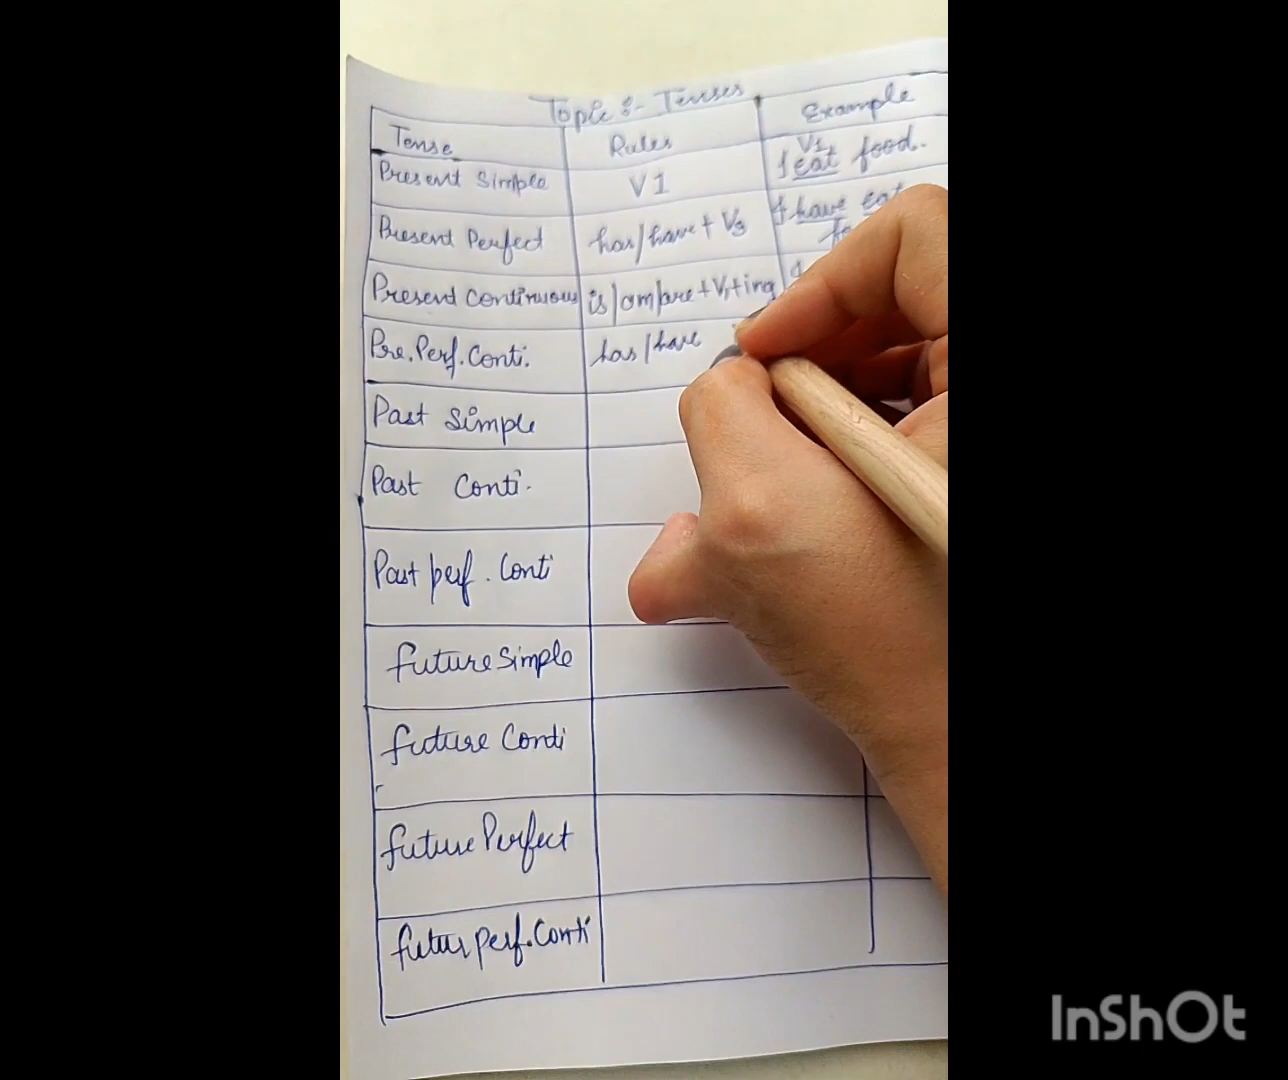 Topic :- Tenses
Tense Rules Example
Present Simple V1 V1 I eat food.
Present Perfect has/have + V3 I have
Present Continuous is/am/are + V1 + ing
Pre. Perf. Conti. has/have
Past Simple
Past Conti.
Past perf. Conti
future Simple
future Conti
future Perfect
futur perf. Conti
InShOt